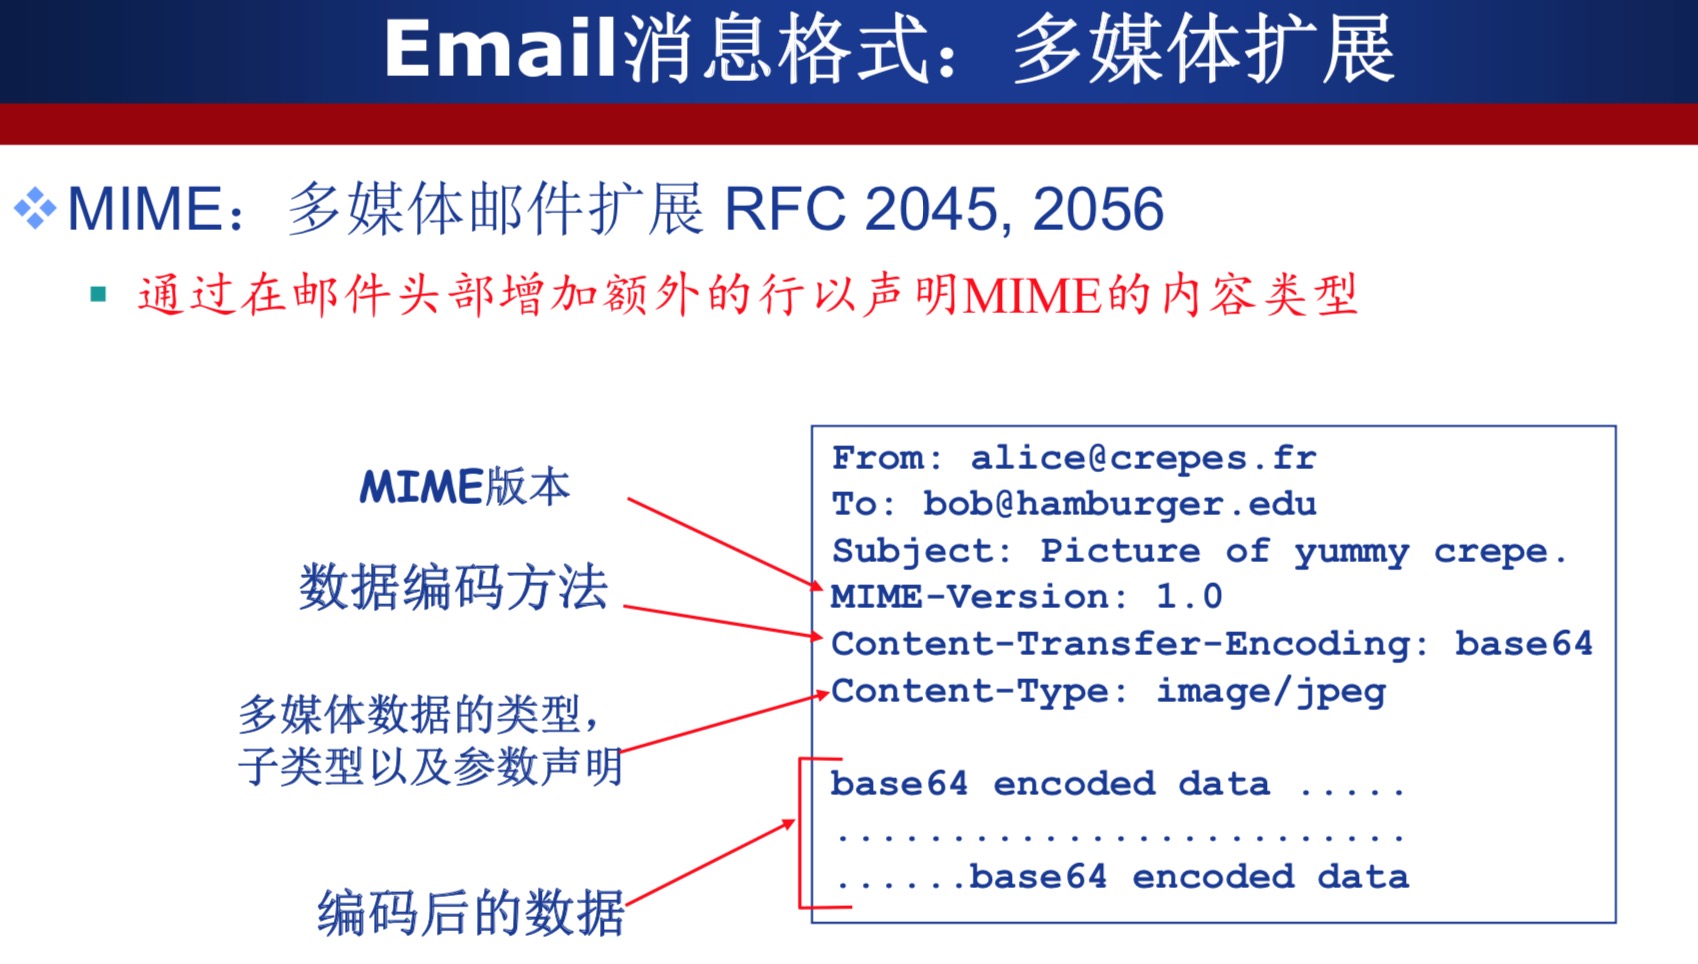 Email消息格式：多媒体扩展
MIME：多媒体邮件扩展 RFC 2045, 2056
通过在邮件头部增加额外的行以声明MIME的内容类型
MIME版本
数据编码方法
多媒体数据的类型，
子类型以及参数声明
编码后的数据
From: alice@crepes.fr
To: bob@hamburger.edu
Subject: Picture of yummy crepe.
MIME-Version: 1.0
Content-Transfer-Encoding: base64
Content-Type: image/jpeg
base64 encoded data .....
.........................
......base64 encoded data